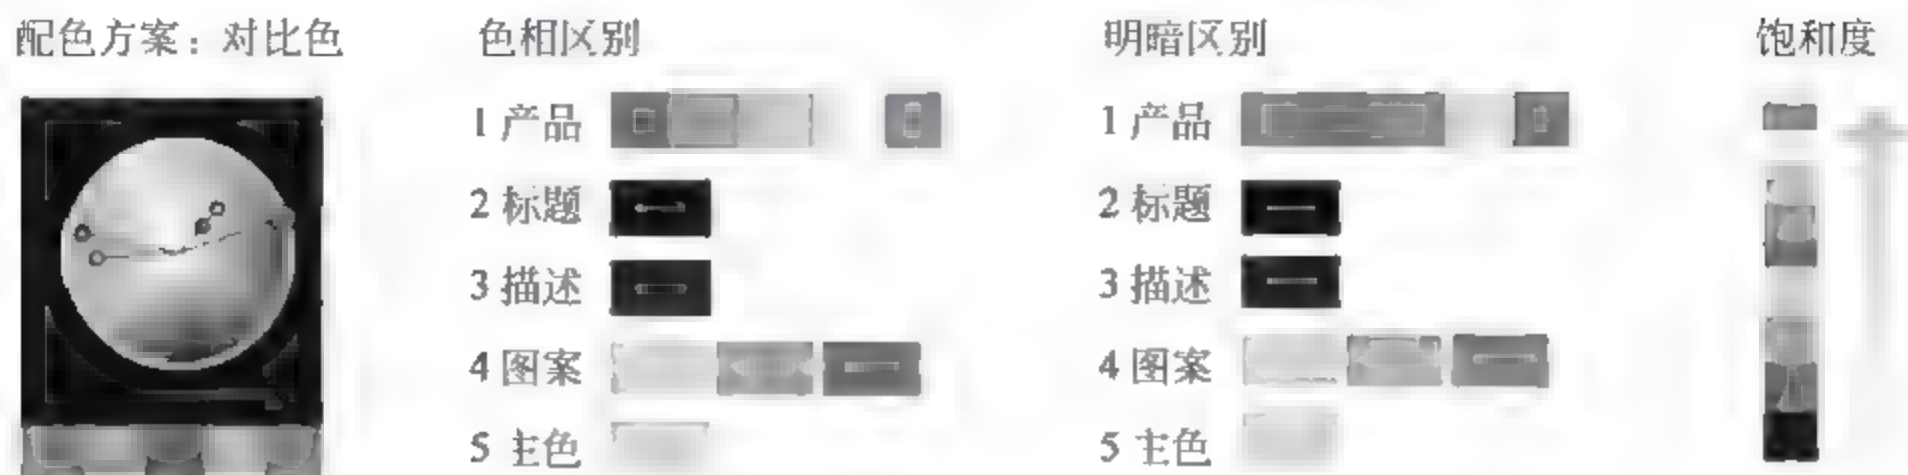 配色方案：对比色
色相区别
1 产品
2 标题
3 描述
4 图案
5 主色
明暗区别
1 产品
2 标题
3 描述
4 图案
5 主色
饱和度